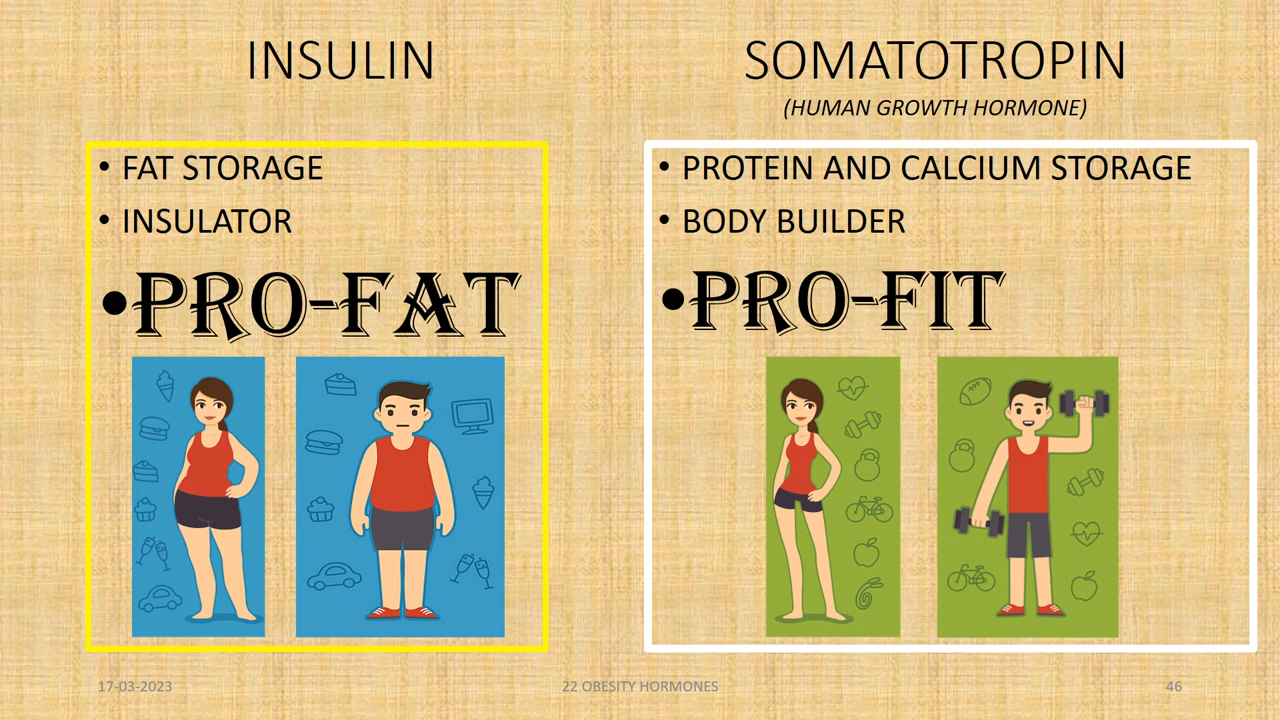 INSULIN
• FAT STORAGE
• INSULATOR
•PRO-FAT
SOMATOTROPIN
(HUMAN GROWTH HORMONE)
• PROTEIN AND CALCIUM STORAGE
• BODY BUILDER
•PRO-FIT
17-03-2023
22 OBESITY HORMONES
46